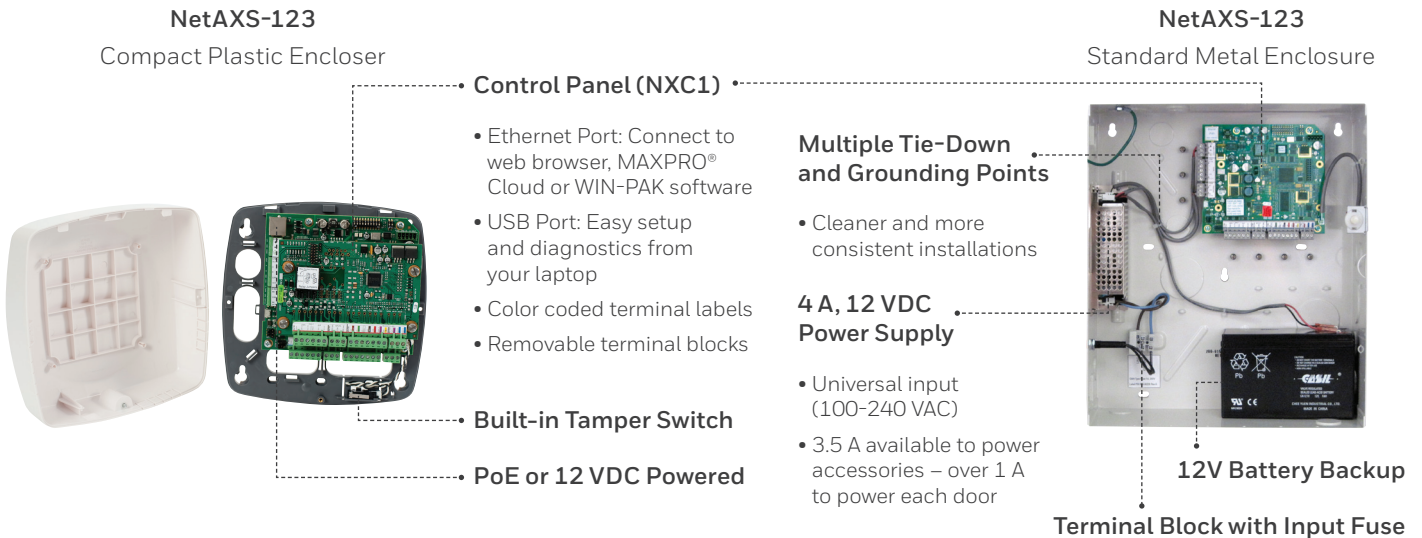 NetAXS-123
Compact Plastic Encloser
Control Panel (NXC1)
• Ethernet Port: Connect to
web browser, MAXPRO®
Cloud or WIN-PAK software
• USB Port: Easy setup
and diagnostics from
your laptop
• Color coded terminal labels
• Removable terminal blocks
Built-in Tamper Switch
PoE or 12 VDC Powered
NetAXS-123
Standard Metal Enclosure
Multiple Tie-Down
and Grounding Points
• Cleaner and more
consistent installations
4 A, 12 VDC
Power Supply
• Universal input
(100-240 VAC)
• 3.5 A available to power
accessories – over 1 A
to power each door
Pb
Pb
12V Battery Backup
Terminal Block with Input Fuse